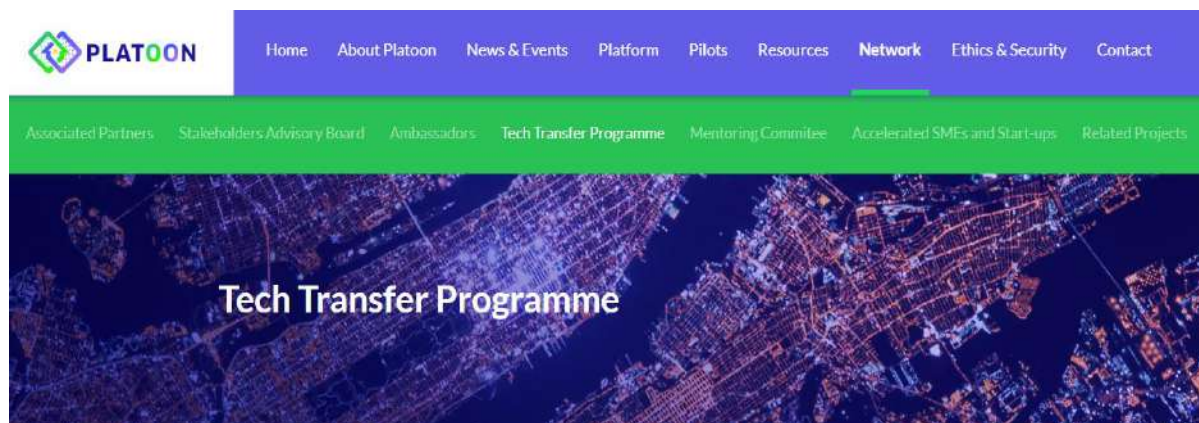 PLATOON
Home About Platoon News & Events Platform Pilots Resources Network Ethics & Security Contact
Associated Partners Stakeholders Advisory Board Ambassadors Tech Transfer Programme Mentoring Commitee Accelerated SMEs and Start-ups Related Projects
Tech Transfer Programme